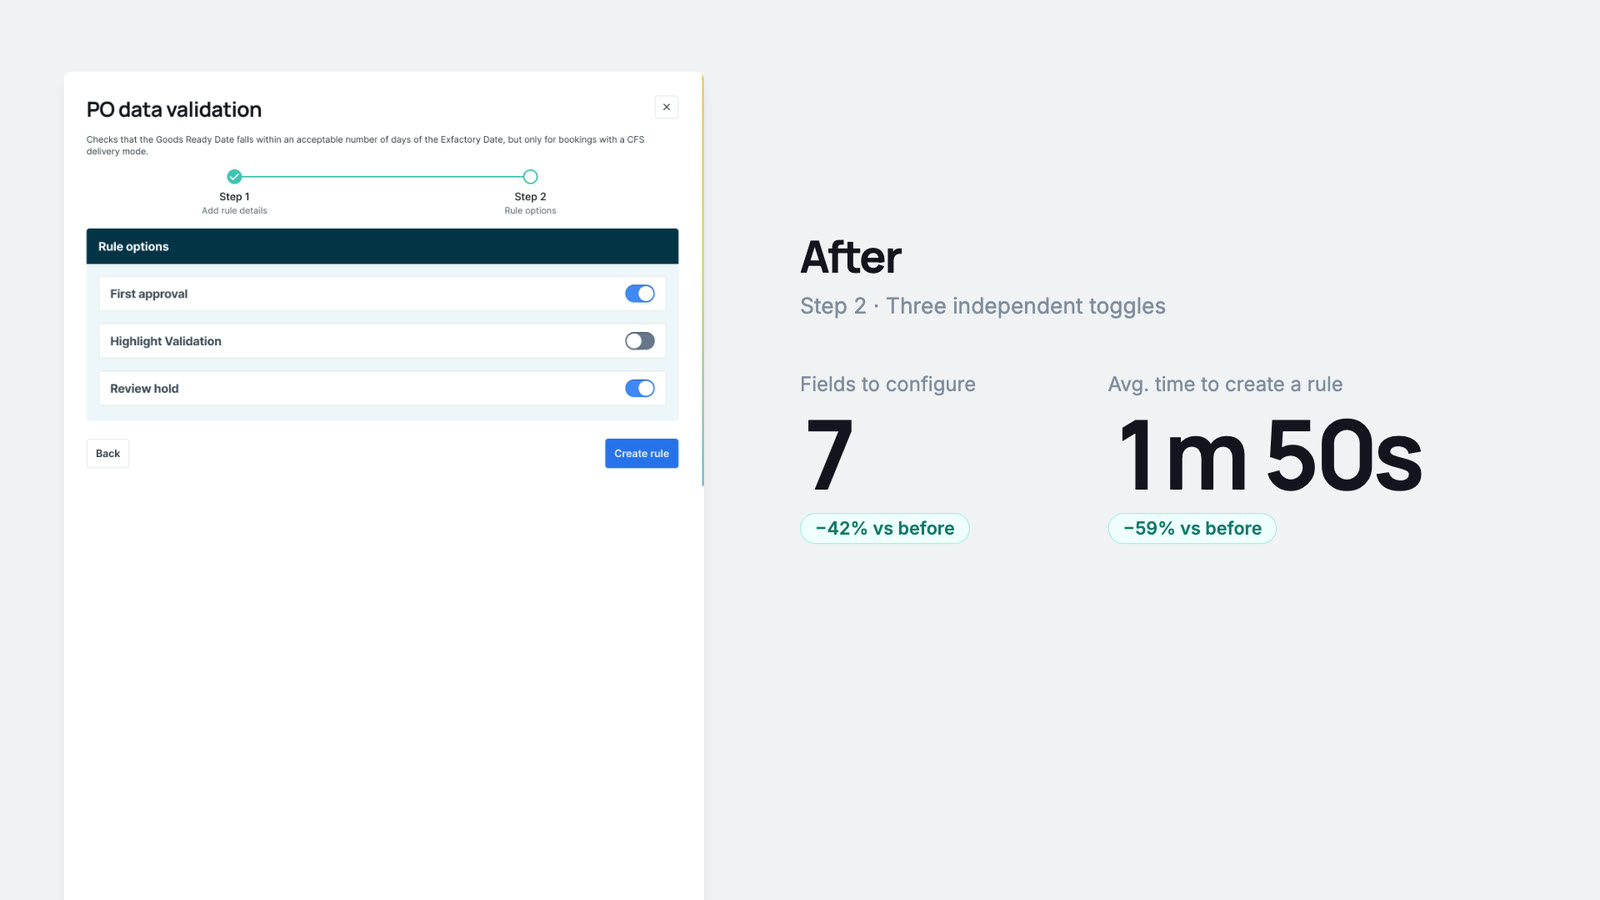 PO data validation
Checks that the Goods Ready Date falls within an acceptable number of days of the Exfactory Date, but only for bookings with a CFS
delivery mode.
Step 1
Add rule details
Step 2
Rule options
Rule options
First approval
Highlight Validation
Review hold
Back
Create rule
After
Step 2 · Three independent toggles
Fields to configure
7
−42% vs before
Avg. time to create a rule
1m 50s
−59% vs before